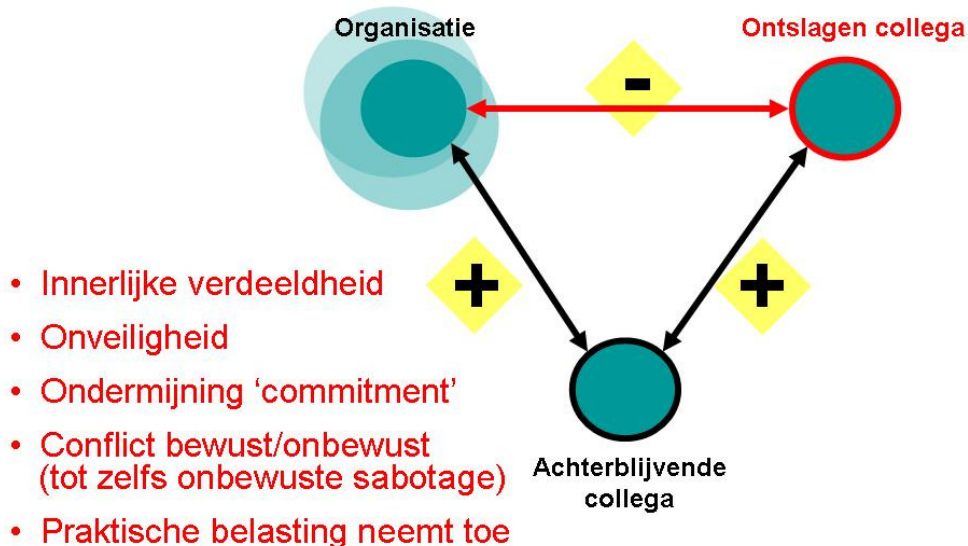 Organisatie
Ontslagen collega
-
+
+
• Innerlijke verdeeldheid
• Onveiligheid
• Ondermijning ‘commitment’
• Conflict bewust/onbewust
(tot zelfs onbewuste sabotage)
• Praktische belasting neemt toe
Achterblijvende
collega